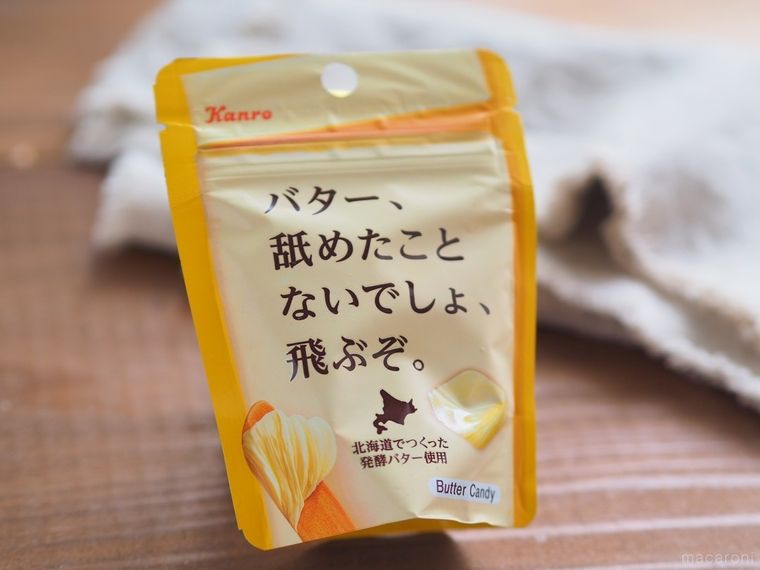 Kanro
バター、
舐めたこと
ないでしょ、
飛ぶぞ。
北海道でつくった
発酵バター使用
Butter Candy
macaroni